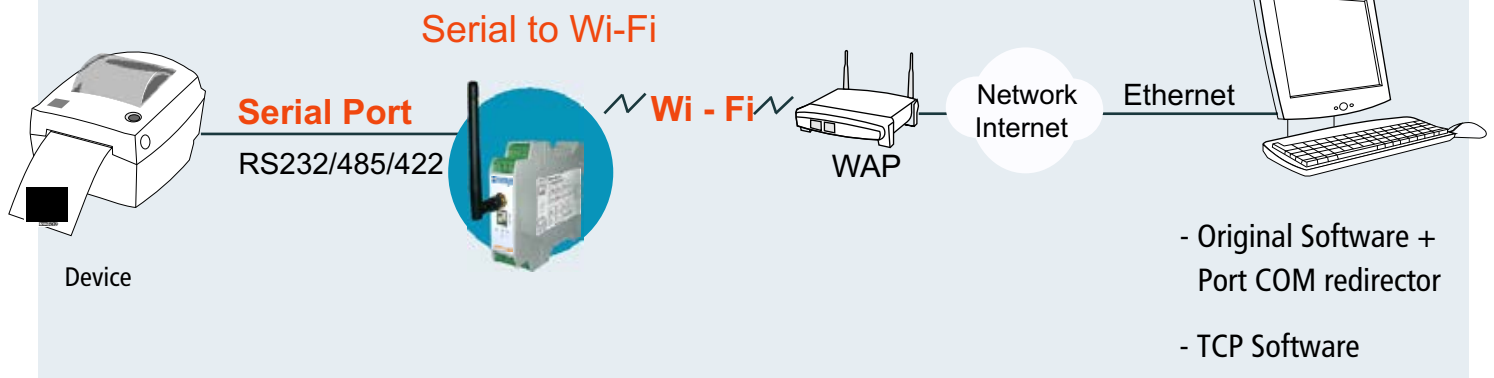 Serial to Wi-Fi
Serial Port
RS232/485/422
Wi - Fi
WAP
Network
Internet
Ethernet
Device
- Original Software +
Port COM redirector
- TCP Software